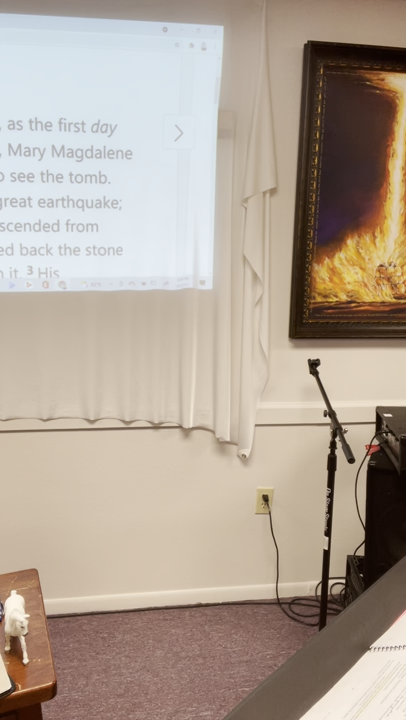 , as the first day
, Mary Magdalene
o see the tomb.
great earthquake;
scended from
ed back the stone
n it. 3 His